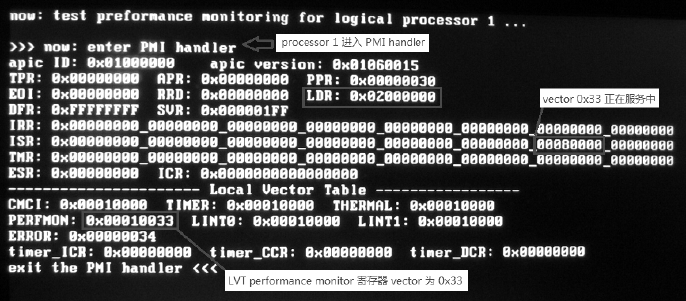 now: test preformance monitoring for logical processor 1 ...
>>> now: enter PMI handler
processor 1 进入 PMI handler
apic ID: 0x01000000 apic version: 0x01060015
TPR: 0x00000000 APR: 0x00000000 PPR: 0x00000030
EOI: 0x00000000 RRD: 0x00000000 LDR: 0x02000000
vector 0x33 正在服务中
DFR: 0xFFFFFFFF SVR: 0x000001FF
IRR: 0x00000000_00000000_00000000_00000000_00000000_00000000_00000000_00000000
ISR: 0x00000000_00000000_00000000_00000000_00000000_00000000_00080000_00000000
TMR: 0x00000000_00000000_00000000_00000000_00000000_00000000_00000000_00000000
ESR: 0x00000000 ICR: 0x0000000000000000
-------------------- Local Vector Table -----------------
CMCI: 0x00010000 TIMER: 0x00010000 THERMAL: 0x00010000
PERFMON: 0x00010033 LINT0: 0x00010000 LINT1: 0x00010000
ERROR: 0x00000034
timer_ICR: 0x00000000 timer_CCR: 0x00000000 timer_DCR: 0x00000000
exit the PMI handler <<<
LVT performance monitor 寄存器 vector 为 0x33